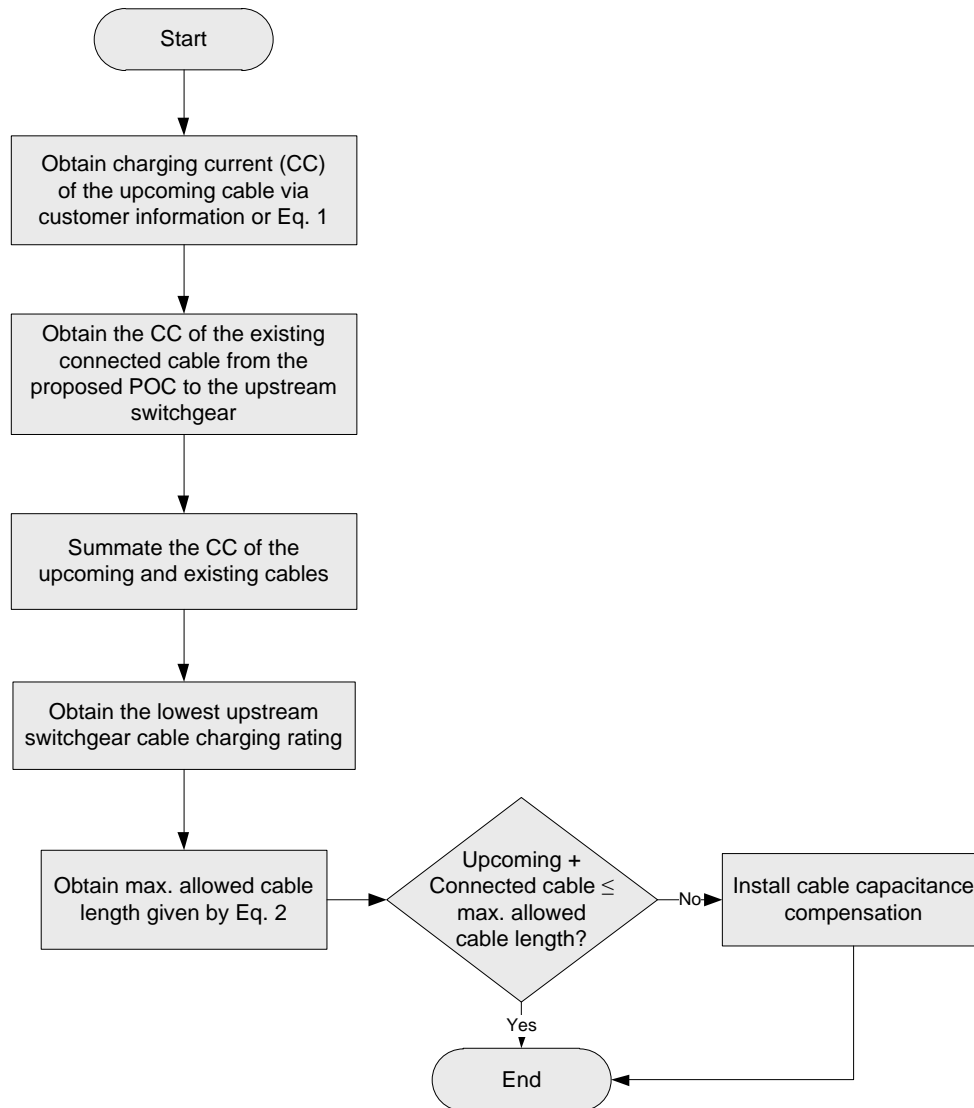 Start
Obtain charging current (CC)
of the upcoming cable via
customer information or Eq. 1
Obtain the CC of the existing
connected cable from the
proposed POC to the upstream
switchgear
Summate the CC of the
upcoming and existing cables
Obtain the lowest upstream
switchgear cable charging rating
Obtain max. allowed cable
length given by Eq. 2
Upcoming +
Connected cable ≤
max. allowed
cable length?
No
Install cable capacitance
compensation
Yes
End